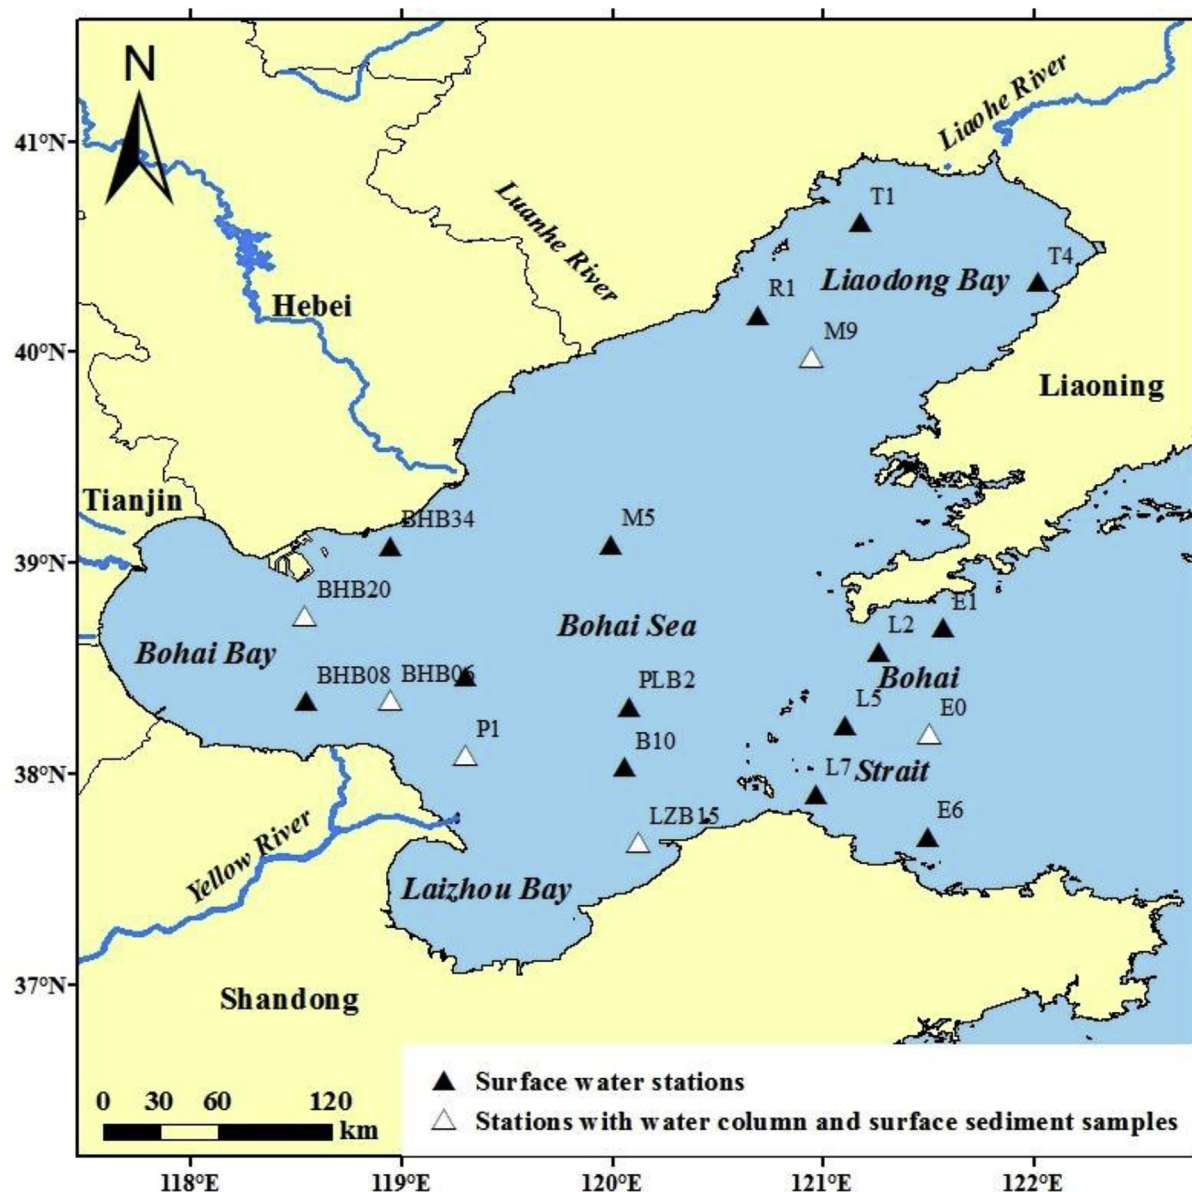 N
Liaohe River
41°N
T1
Luanhe River
T4
Liaodong Bay
R1
Hebei
M9
40°N
Liaoning
Tianjin
BHB34
M5
39°N
BHB20
E1
L2
Bohai Sea
Bohai Bay
BHB08
BHB06
PLB2
Bohai
L5
E0
P1
B10
38°N
L7
Strait
LZB15
E6
Yellow River
Laizhou Bay
37°N
Shandong
Surface water stations
0 30 60 120
km
Stations with water column and surface sediment samples
118°E 119°E 120°E 121°E 122°E